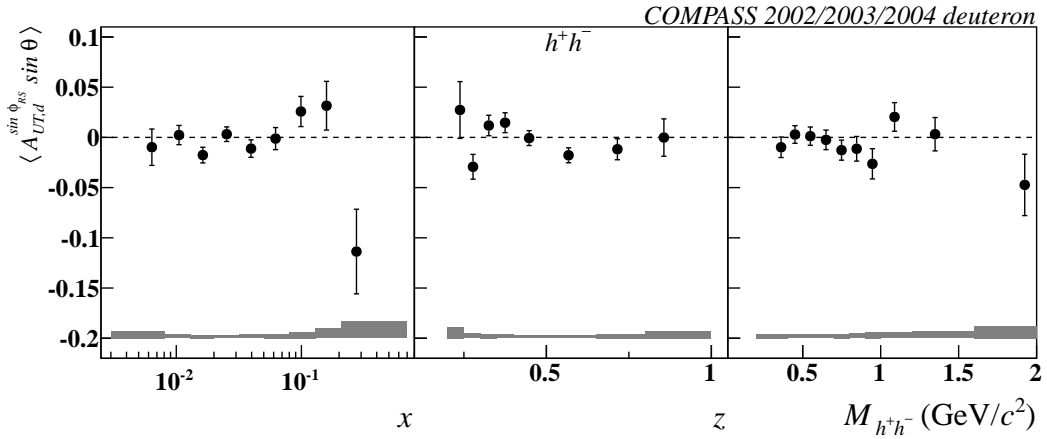 COMPASS 2002/2003/2004 deuteron
⟨ A_{UT,d}^{sin ϕ_{RS}} sin θ ⟩
h⁺h⁻
0.1
0.05
0
-0.05
-0.1
-0.15
-0.2
10⁻² 10⁻¹ 0.5 1 0.5 1 1.5 2
x z M_{h⁺h⁻} (GeV/c²)